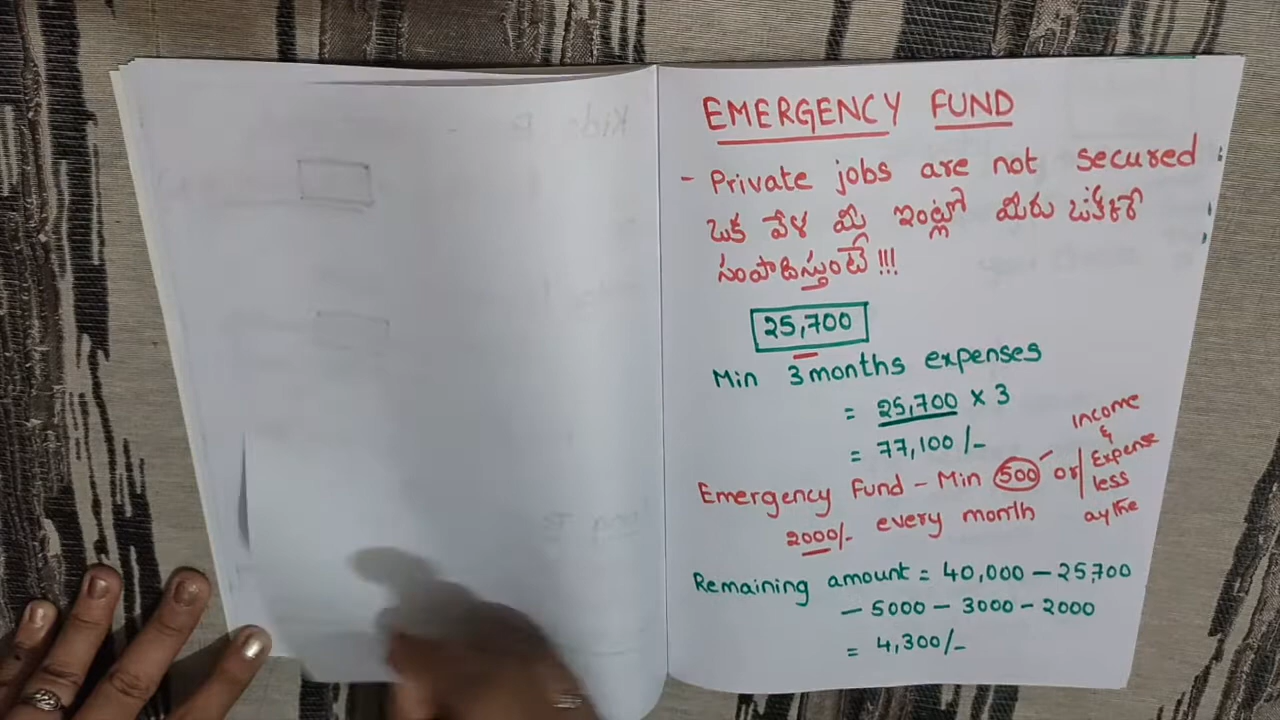 EMERGENCY FUND
- Private jobs are not secured
ఒక వేళ మీ ఇంట్లో మీరు ఒక్కరే
సంపాదిస్తుంటే !!!
25,700
Min 3 months expenses
= 25,700 x 3
= 77,100/-
Emergency Fund - Min 500 or
2000/- every month
Income
&
Expense
less
ayithe
Remaining amount = 40,000 - 25,700
- 5000 - 3000 - 2000
= 4,300/-